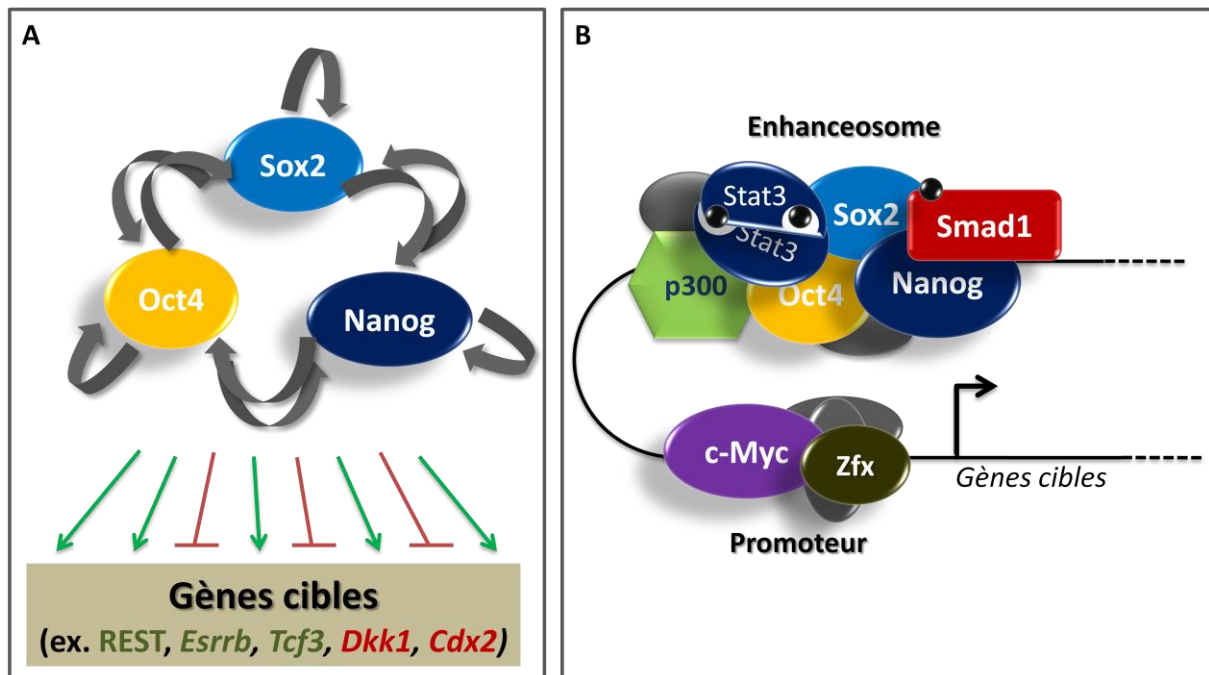 A
Sox2
Oct4
Nanog
Gènes cibles
(ex. REST, Esrrb, Tcf3, Dkk1, Cdx2)
B
Enhanceosome
Stat3
Stat3
Sox2
Smad1
p300
Oct4
Nanog
c-Myc
Zfx
Gènes cibles
Promoteur